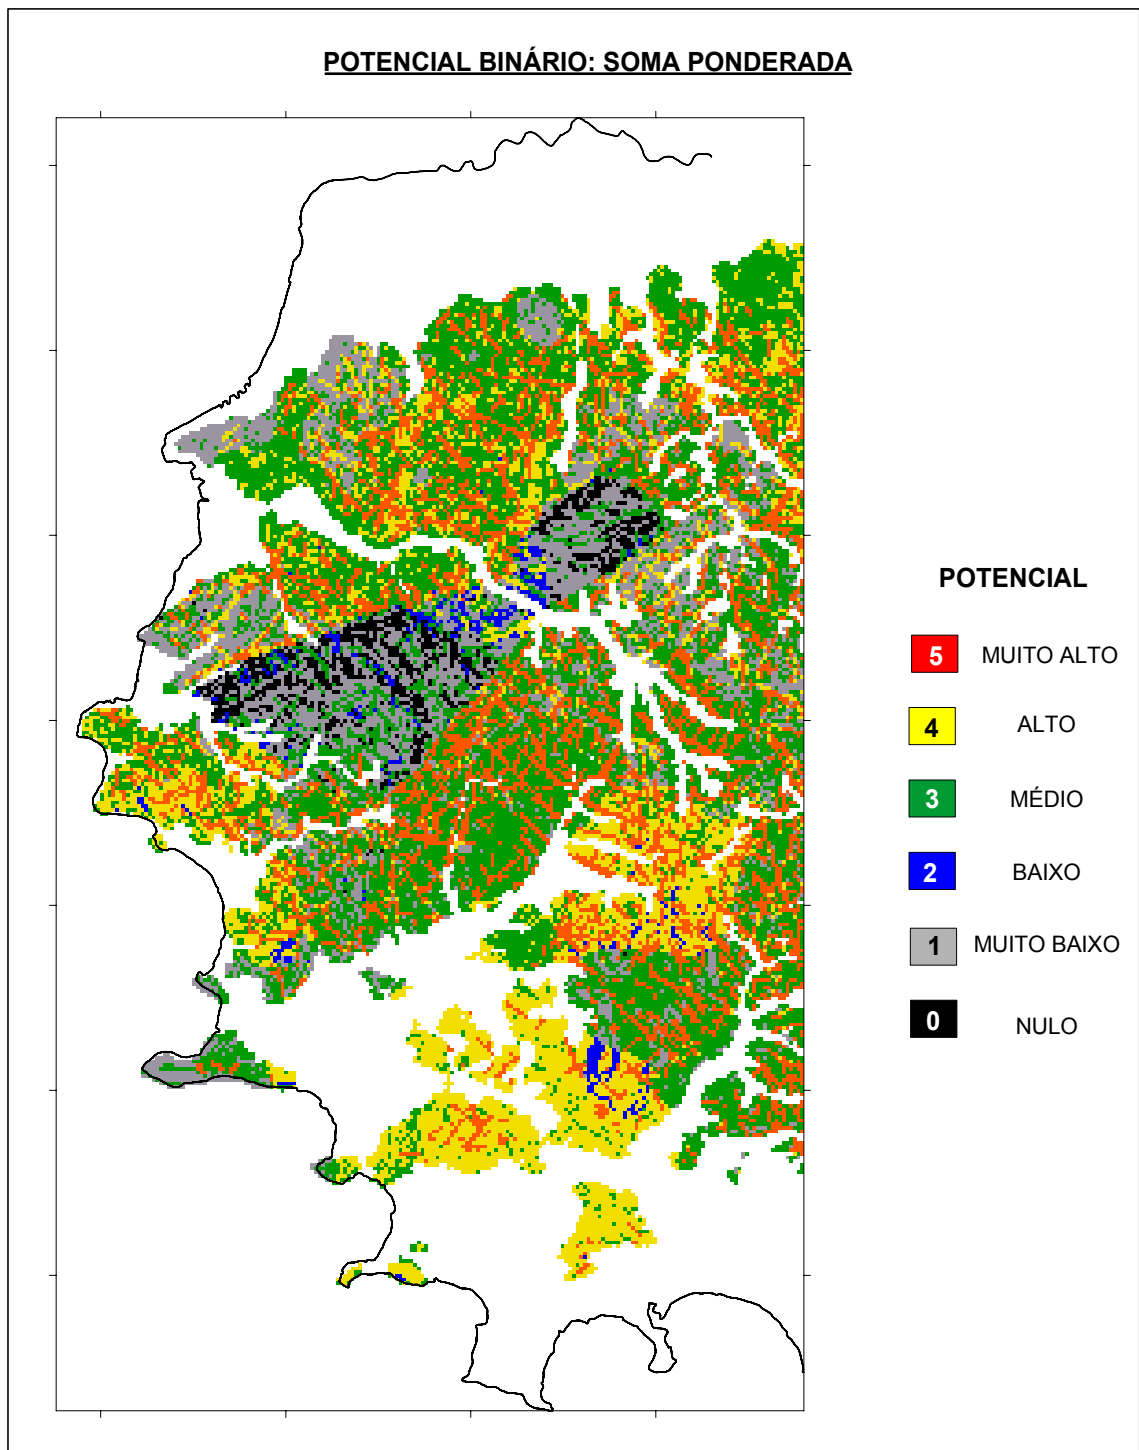 POTENCIAL BINÁRIO: SOMA PONDERADA
POTENCIAL
5 MUITO ALTO
4 ALTO
3 MÉDIO
2 BAIXO
1 MUITO BAIXO
0 NULO